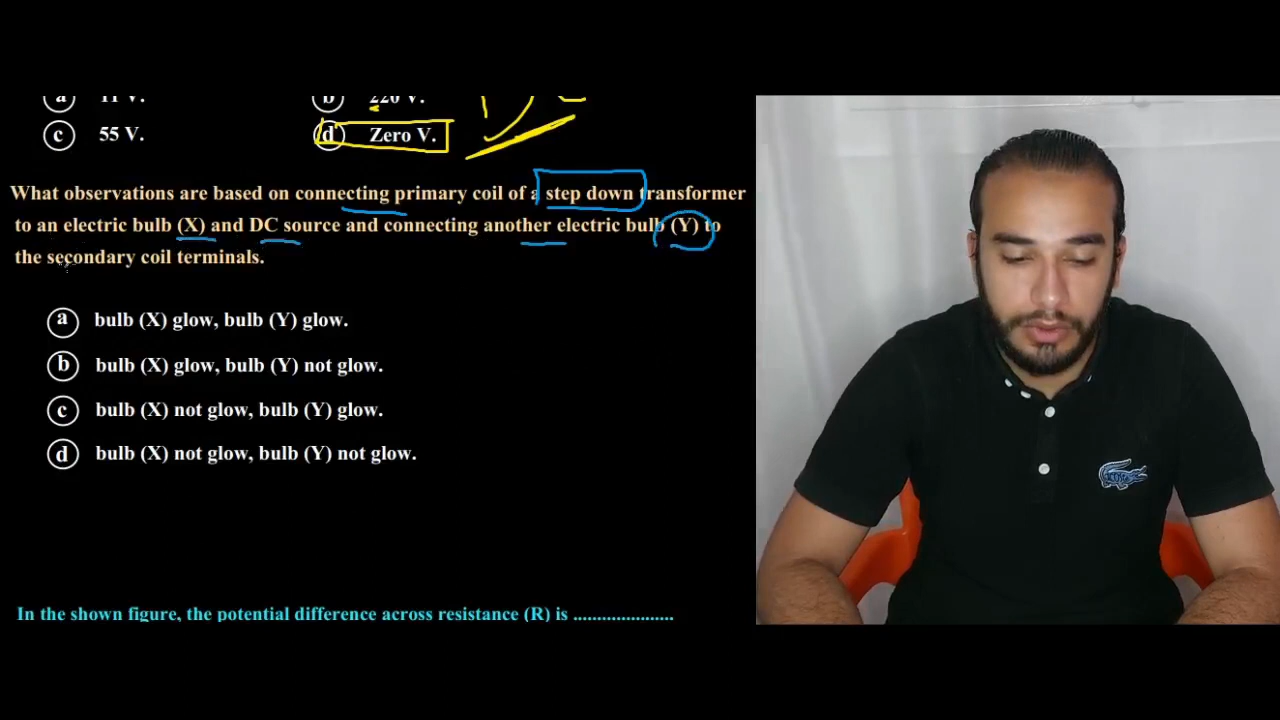 (a) 11 V.
(b) 220 V.
(c) 55 V.
(d) Zero V.
What observations are based on connecting primary coil of a step down transformer
to an electric bulb (X) and DC source and connecting another electric bulb (Y) to
the secondary coil terminals.
(a) bulb (X) glow, bulb (Y) glow.
(b) bulb (X) glow, bulb (Y) not glow.
(c) bulb (X) not glow, bulb (Y) glow.
(d) bulb (X) not glow, bulb (Y) not glow.
In the shown figure, the potential difference across resistance (R) is .....................